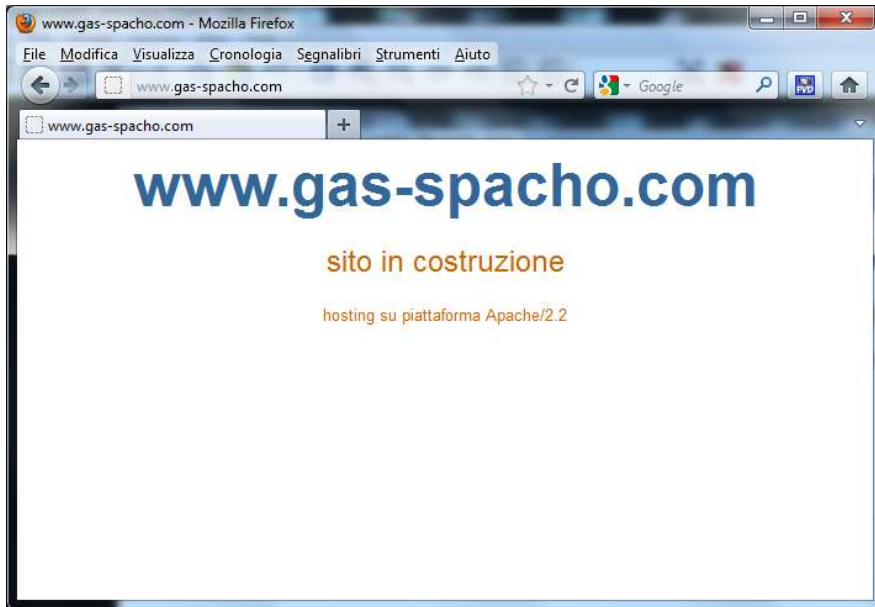 www.gas-spacho.com - Mozilla Firefox
File Modifica Visualizza Cronologia Segnalibri Strumenti Aiuto
www.gas-spacho.com Google PVD
www.gas-spacho.com
www.gas-spacho.com
sito in costruzione
hosting su piattaforma Apache/2.2